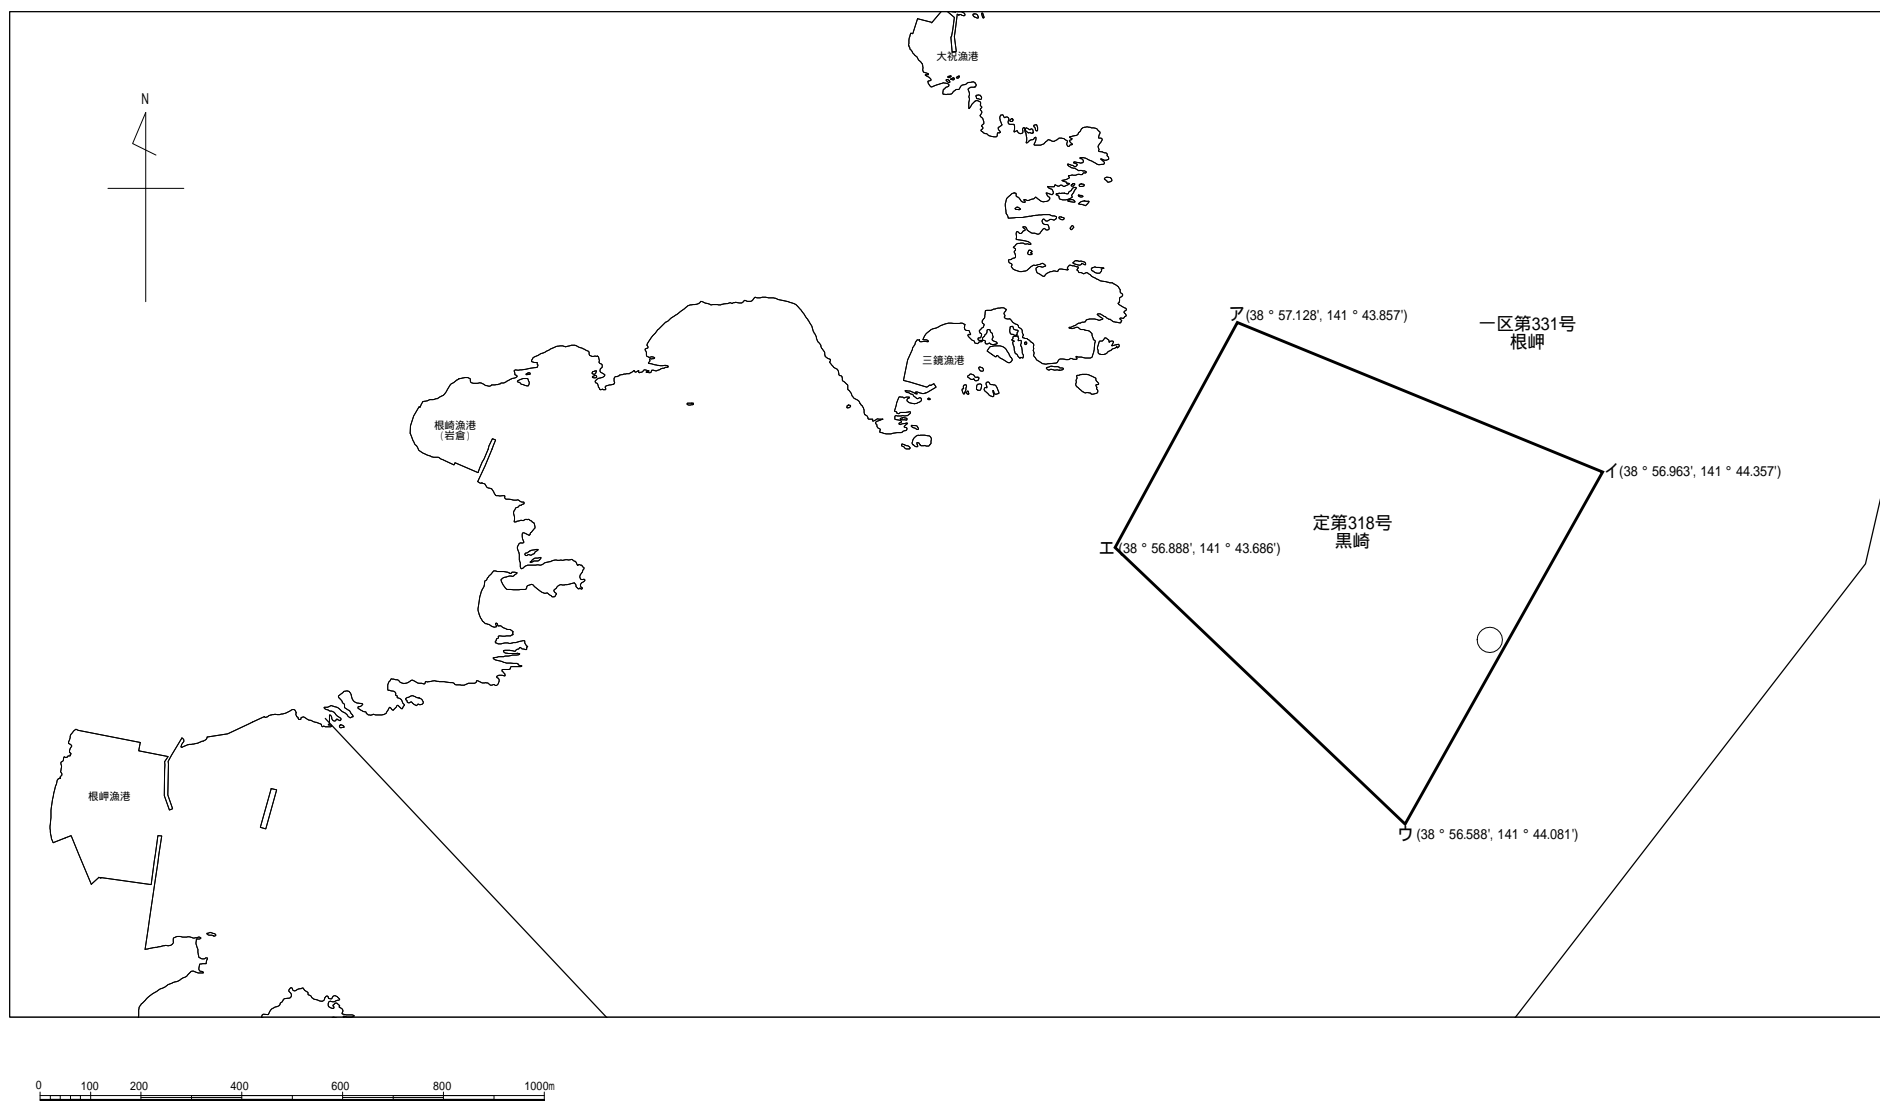 大祝漁港
N
ア(38 ° 57.128', 141 ° 43.857')
一区第331号
根岬
三鏡漁港
根崎漁港
(岩倉)
イ(38 ° 56.963', 141 ° 44.357')
定第318号
黒崎
エ(38 ° 56.888', 141 ° 43.686')
根岬漁港
ウ(38 ° 56.588', 141 ° 44.081')
0 100 200 400 600 800 1000m